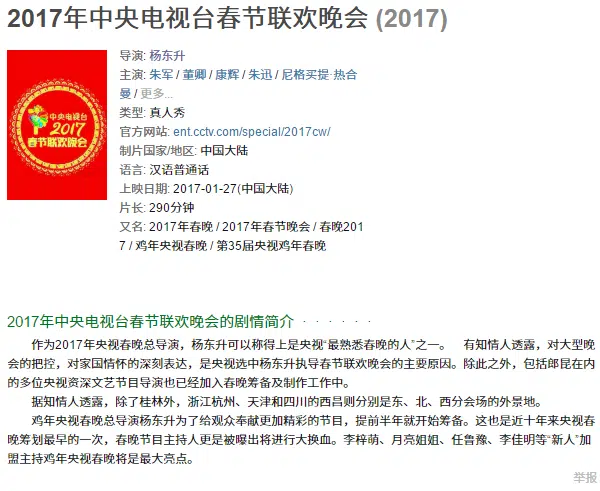 2017年中央电视台春节联欢晚会 (2017)
中央电视台
2017
春节联欢晚会
导演: 杨东升
主演: 朱军 / 董卿 / 康辉 / 朱迅 / 尼格买提·热合
曼 / 更多...
类型: 真人秀
官方网站: ent.cctv.com/special/2017cw/
制片国家/地区: 中国大陆
语言: 汉语普通话
上映日期: 2017-01-27(中国大陆)
片长: 290分钟
又名: 2017年春晚 / 2017年春节晚会 / 春晚201
7 / 鸡年央视春晚 / 第35届央视鸡年春晚
2017年中央电视台春节联欢晚会的剧情简介 · · · · · ·
作为2017年央视春晚总导演，杨东升可以称得上是央视“最熟悉春晚的人”之一。 有知情人透露，对大型晚
会的把控，对家国情怀的深刻表达，是央视选中杨东升执导春节联欢晚会的主要原因。除此之外，包括郎昆在内
的多位央视资深文艺节目导演也已经加入春晚筹备及制作工作中。
据知情人透露，除了桂林外，浙江杭州、天津和四川的西昌则分别是东、北、西分会场的外景地。
鸡年央视春晚总导演杨东升为了给观众奉献更加精彩的节目，提前半年就开始筹备。这也是近十年来央视春
晚筹划最早的一次，春晚节目主持人更是被曝出将进行大换血。李梓萌、月亮姐姐、任鲁豫、李佳明等“新人”加
盟主持鸡年央视春晚将是最大亮点。
举报